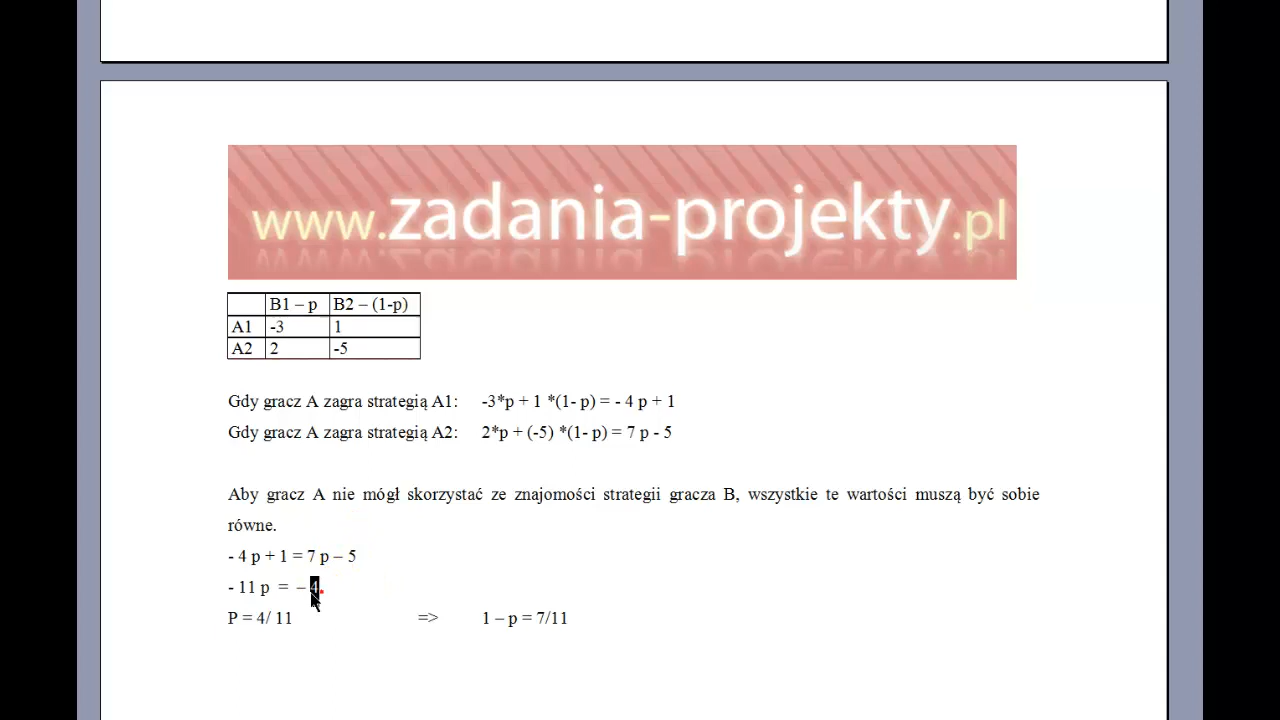 www.zadania-projekty.pl
B1 – p B2 – (1-p)
A1 -3 1
A2 2 -5
Gdy gracz A zagra strategią A1: -3*p + 1 *(1- p) = - 4 p + 1
Gdy gracz A zagra strategią A2: 2*p + (-5) *(1- p) = 7 p - 5
Aby gracz A nie mógł skorzystać ze znajomości strategii gracza B, wszystkie te wartości muszą być sobie
równe.
- 4 p + 1 = 7 p – 5
- 11 p = – 4
P = 4/ 11 => 1 – p = 7/11